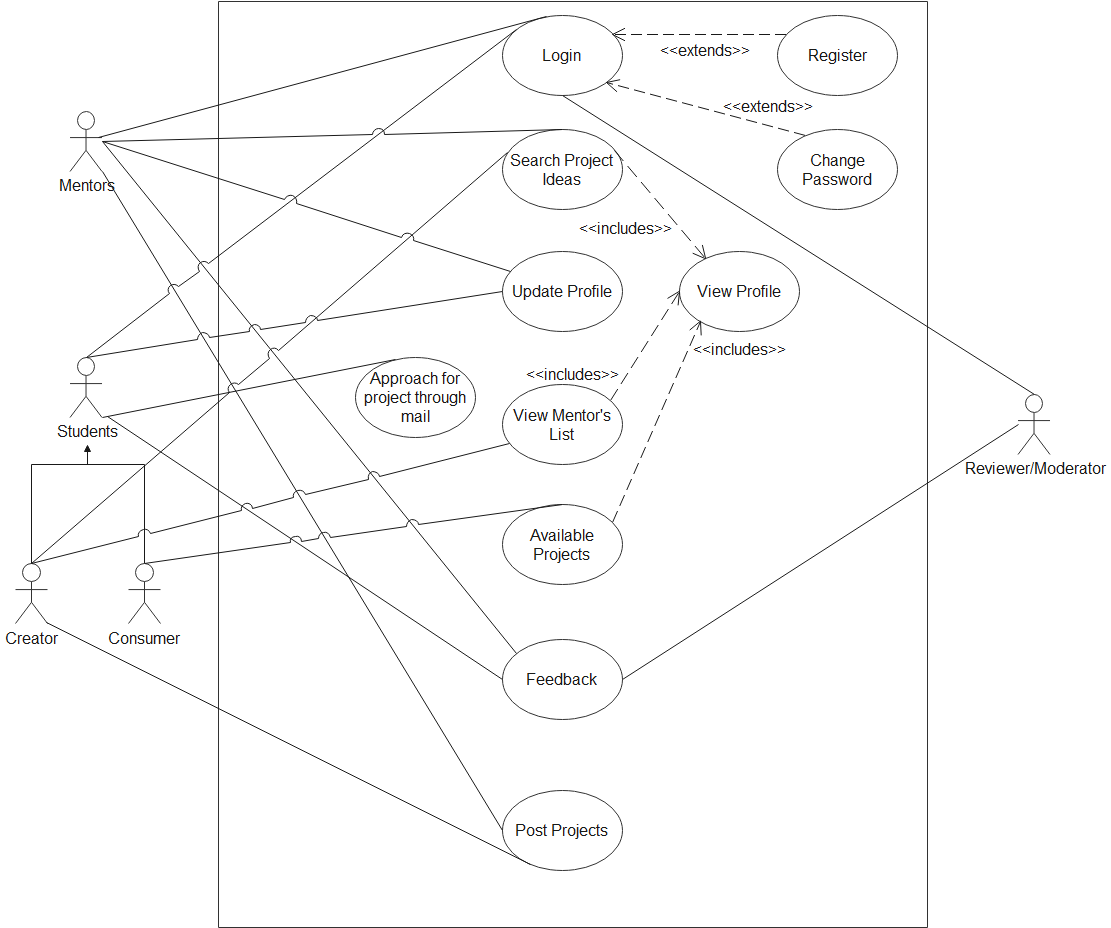 Login
<<extends>>
Register
<<extends>>
Mentors
Search Project
Ideas
Change
Password
<<includes>>
Update Profile
View Profile
<<includes>>
<<includes>>
Approach for
project through
mail
View Mentor's
List
Students
Reviewer/Moderator
Available
Projects
Creator
Consumer
Feedback
Post Projects